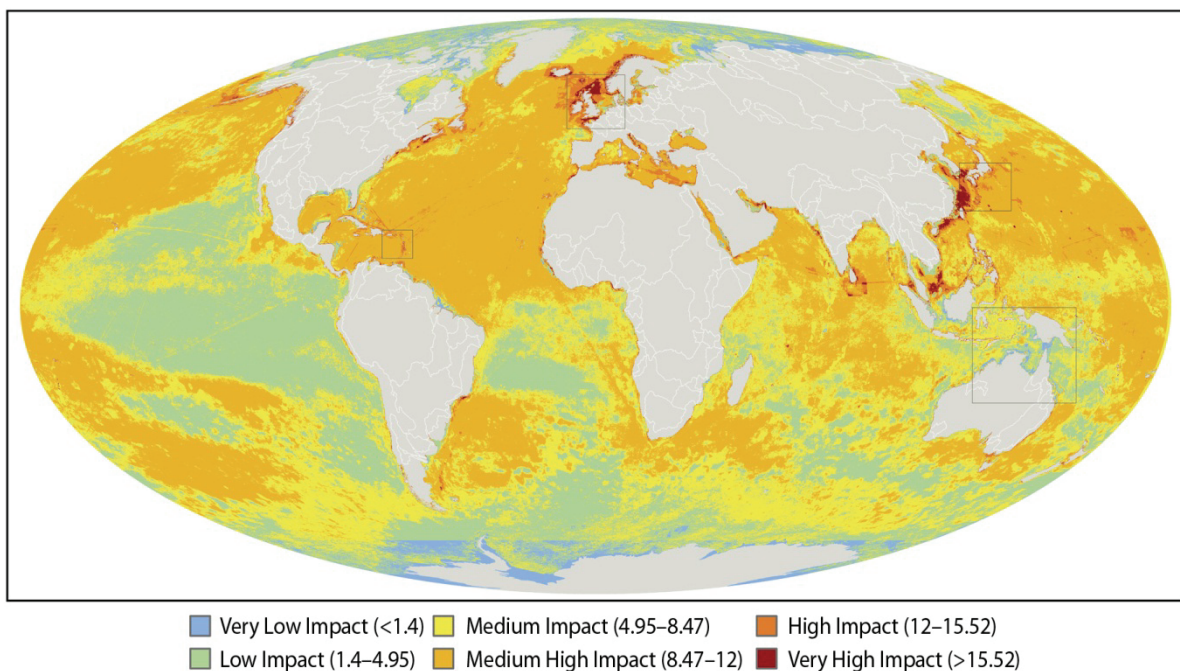 Very Low Impact (<1.4) Medium Impact (4.95–8.47) High Impact (12–15.52)
Low Impact (1.4–4.95) Medium High Impact (8.47–12) Very High Impact (>15.52)